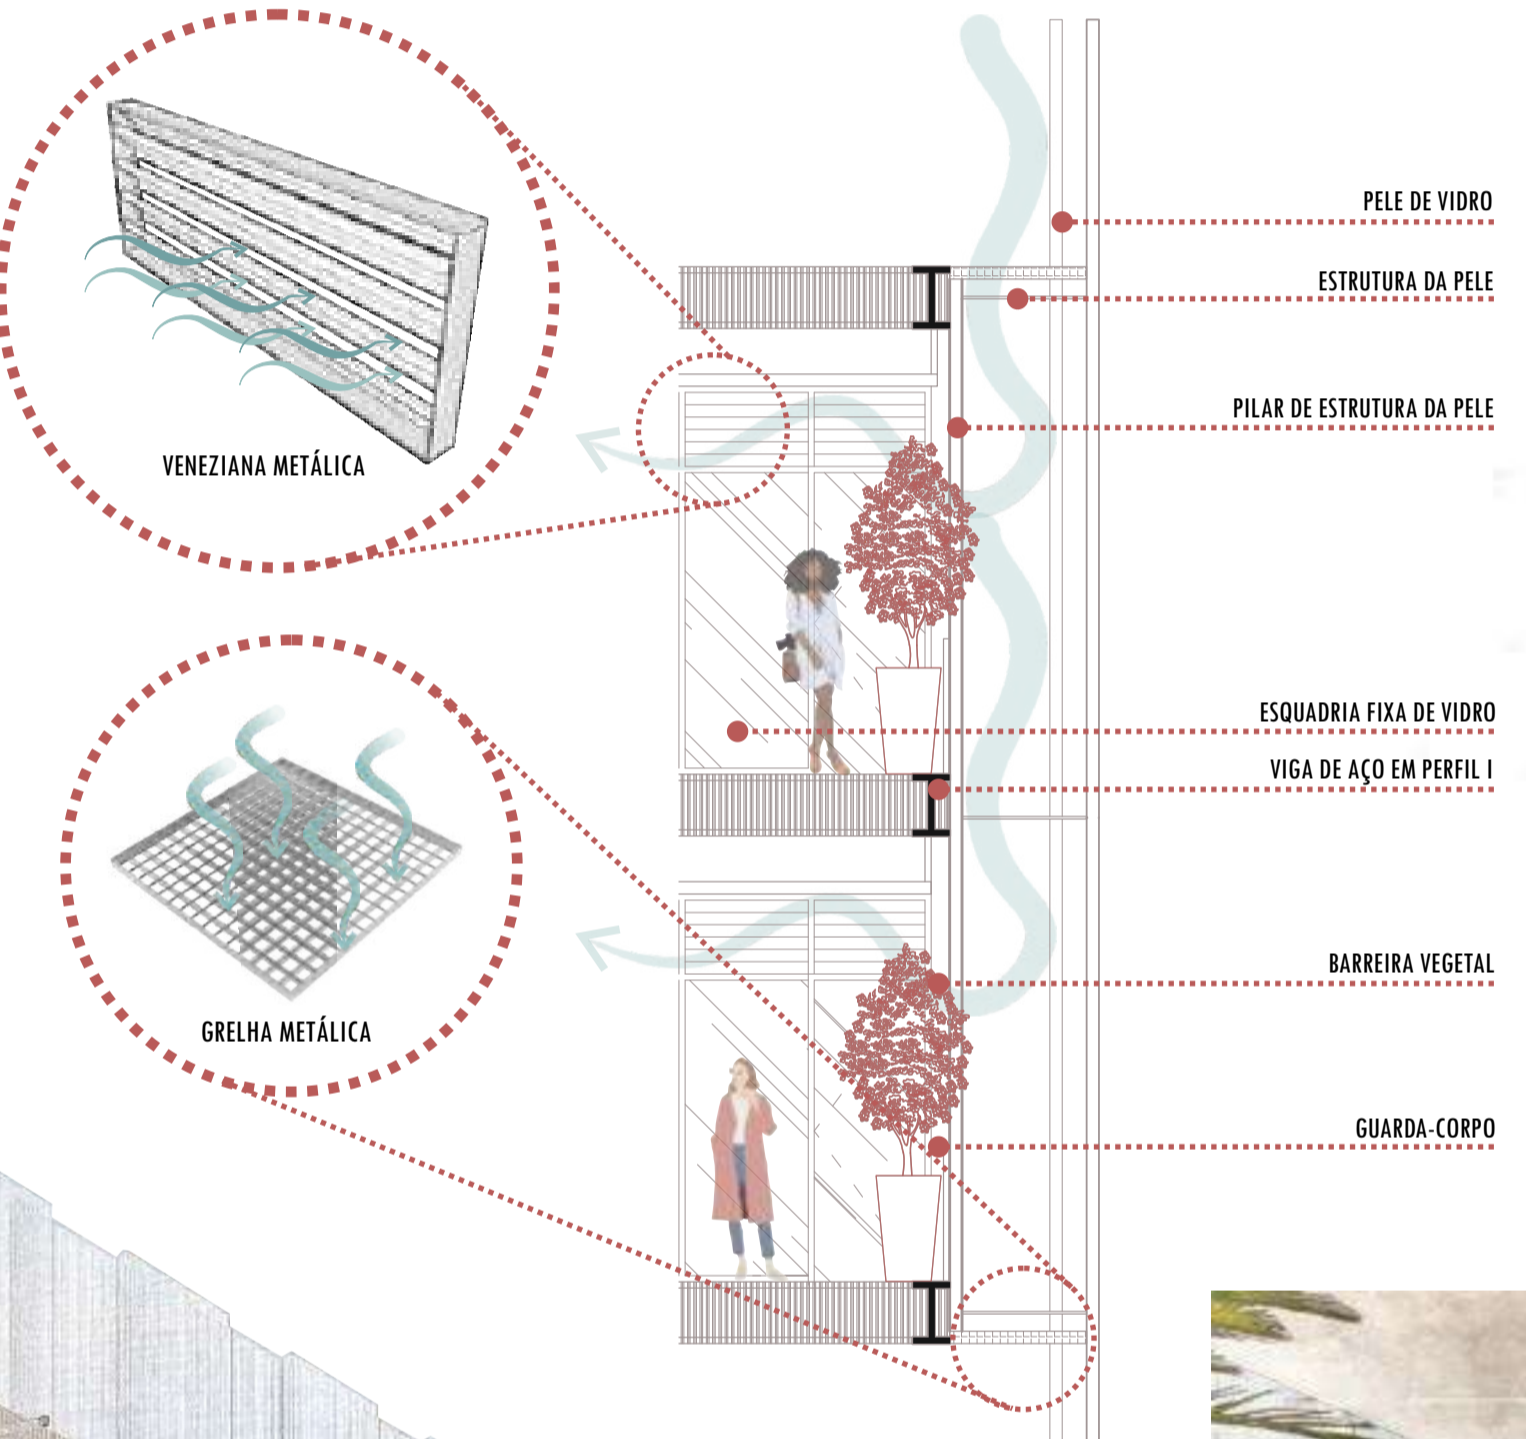 PELE DE VIDRO
ESTRUTURA DA PELE
PILAR DE ESTRUTURA DA PELE
VENEZIANA METÁLICA
ESQUADRIA FIXA DE VIDRO
VIGA DE AÇO EM PERFIL I
BARREIRA VEGETAL
GRELHA METÁLICA
GUARDA-CORPO